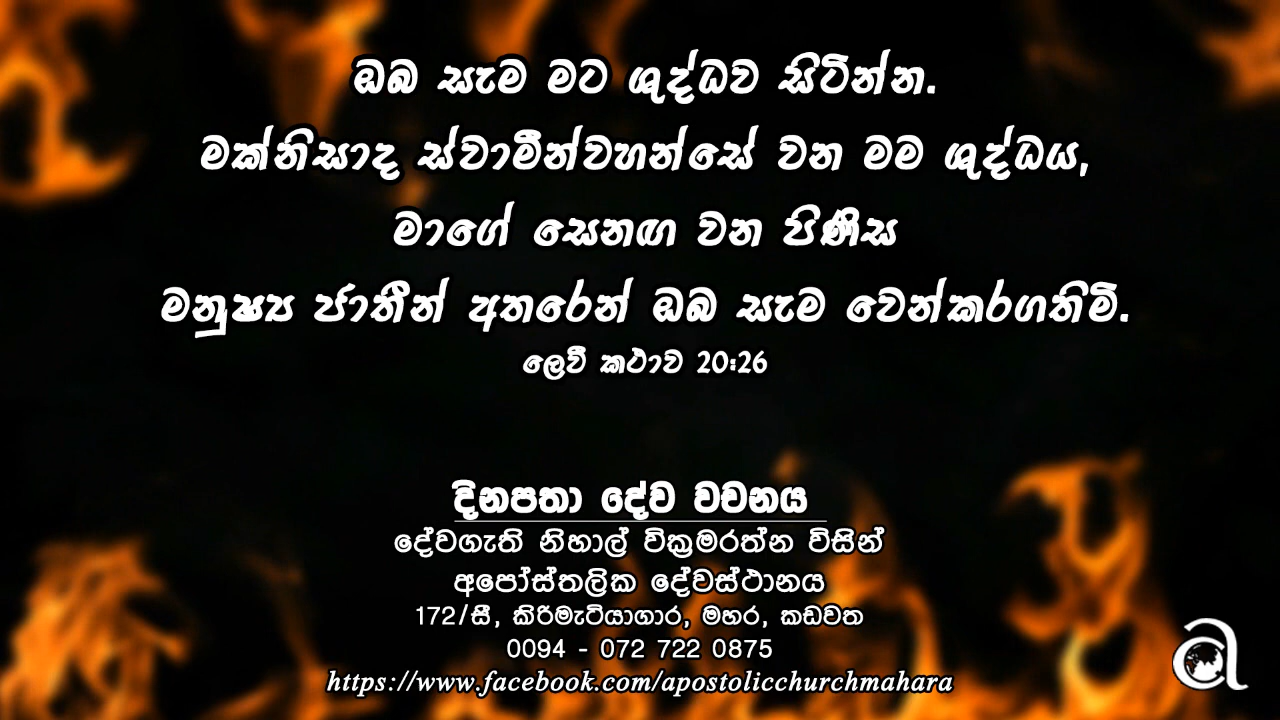 ඔබ සැම මට ශුද්ධව සිටින්න.
මක්නිසාද ස්වාමීන්වහන්සේ වන මම ශුද්ධය,
මාගේ සෙනඟ වන පිණිස
මනුෂ්‍ය ජාතීන් අතරෙන් ඔබ සැම වෙන්කරගතිමි.
ලෙවී කථාව 20:26
දිනපතා දේව වචනය
දේවගැති නිහාල් වික්‍රමරත්න විසින්
අපෝස්තලික දේවස්ථානය
172/සී, කිරිමැටියාගාර, මහර, කඩවත
0094 - 072 722 0875
https://www.facebook.com/apostolicchurchmahara
a